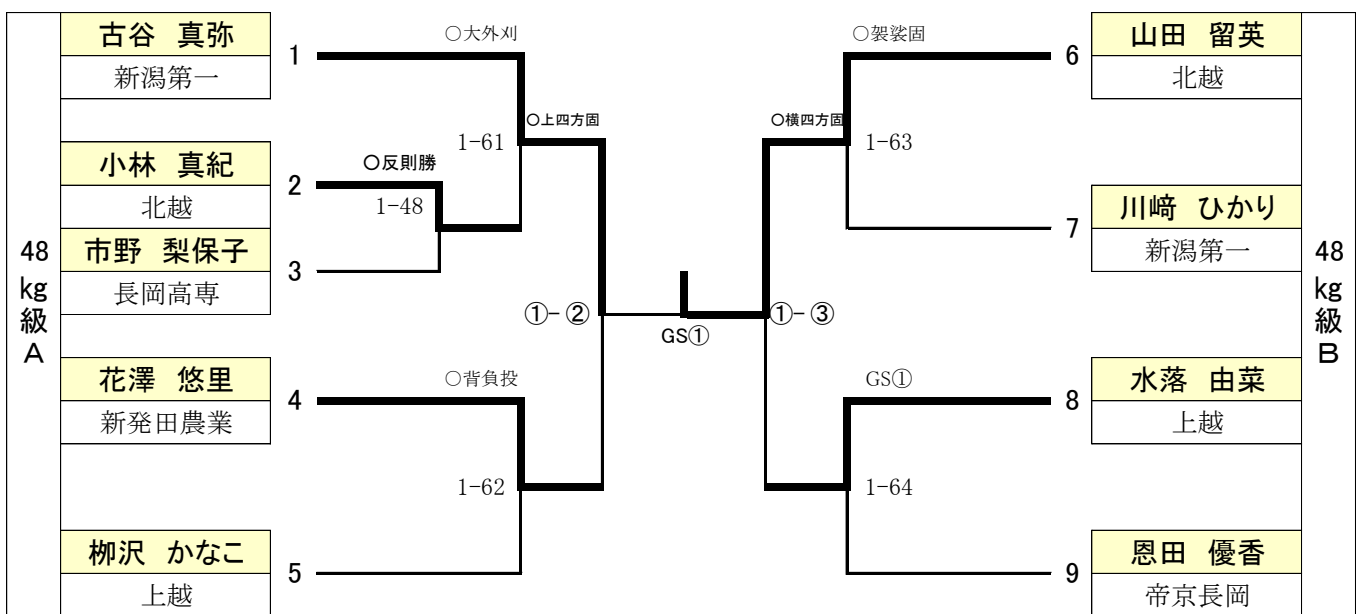 48
kg
級
A
古谷 真弥
新潟第一
1
小林 真紀
北越
2
市野 梨保子
長岡高専
3
花澤 悠里
新発田農業
4
栁沢 かなこ
上越
5
○大外刈
1-61
○反則勝
1-48
○上四方固
①-②
○背負投
1-62
GS①
○袈裟固
○横四方固
1-63
①-③
GS①
1-64
6
山田 留英
北越
7
川﨑 ひかり
新潟第一
8
水落 由菜
上越
9
恩田 優香
帝京長岡
48
kg
級
B